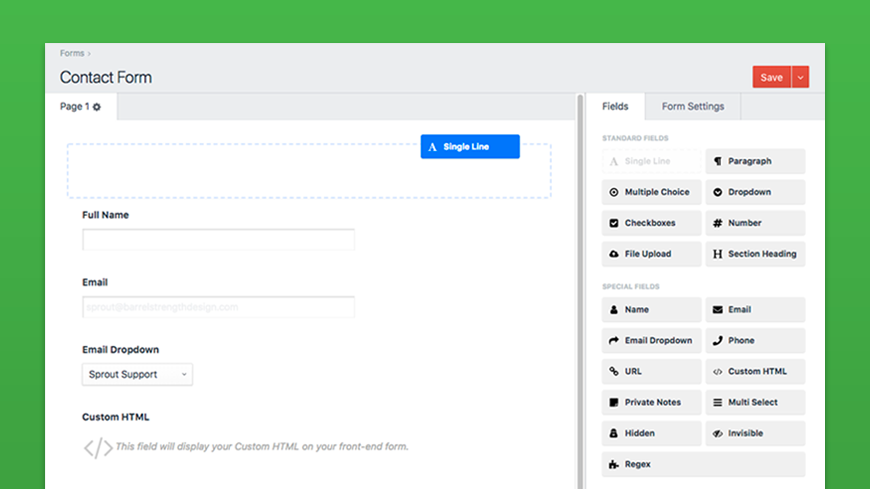 Forms ›
Contact Form
Save
Page 1
Fields
Form Settings
Single Line
Full Name
Email
sprout@barrelstrengthdesign.com
Email Dropdown
Sprout Support
Custom HTML
</> This field will display your Custom HTML on your front-end form.
STANDARD FIELDS
A Single Line
Paragraph
Multiple Choice
Dropdown
Checkboxes
# Number
File Upload
H Section Heading
SPECIAL FIELDS
Name
Email
Email Dropdown
Phone
URL
</> Custom HTML
Private Notes
Multi Select
Hidden
Invisible
Regex